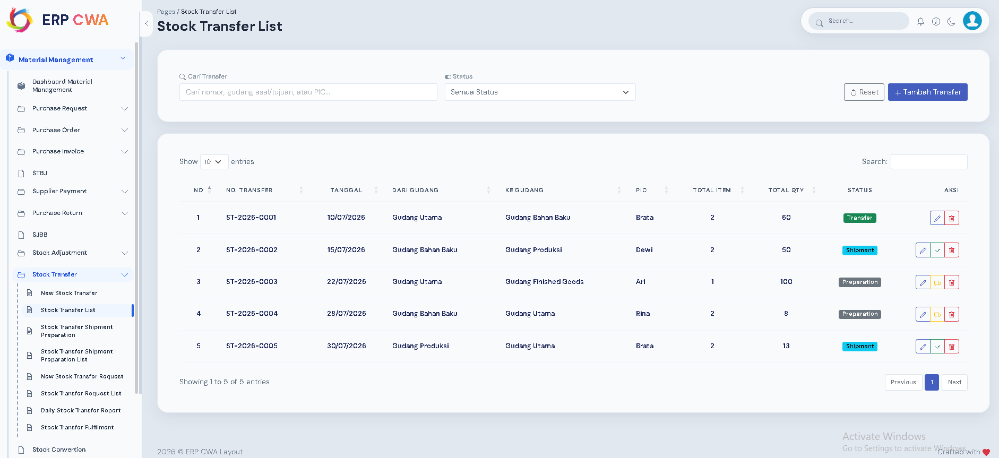 ERP CWA
Material Management
Dashboard Material
Management
Purchase Request
Purchase Order
Purchase Invoice
STBJ
Supplier Payment
Purchase Return
SJBB
Stock Adjustment
Stock Transfer
New Stock Transfer
Stock Transfer List
Stock Transfer Shipment
Preparation
Stock Transfer Shipment
Preparation List
New Stock Transfer Request
Stock Transfer Request List
Daily Stock Transfer Report
Stock Transfer Fulfilment
Stock Convertion
Pages / Stock Transfer List
Stock Transfer List
Search...
Cari Transfer
Status
Cari nomor, gudang asal/tujuan, atau PIC...
Semua Status
Reset
Tambah Transfer
Show 10 entries
Search:
NO NO. TRANSFER TANGGAL DARI GUDANG KE GUDANG PIC TOTAL ITEM TOTAL QTY STATUS AKSI
1 ST-2026-0001 10/07/2026 Gudang Utama Gudang Bahan Baku Brata 2 60 Transfer
2 ST-2026-0002 15/07/2026 Gudang Bahan Baku Gudang Produksi Dewi 2 50 Shipment
3 ST-2026-0003 22/07/2026 Gudang Utama Gudang Finished Goods Ari 1 100 Preparation
4 ST-2026-0004 28/07/2026 Gudang Bahan Baku Gudang Utama Rina 2 8 Preparation
5 ST-2026-0005 30/07/2026 Gudang Produksi Gudang Utama Brata 2 13 Shipment
Showing 1 to 5 of 5 entries
Previous 1 Next
Activate Windows
Go to Settings to activate Windows.
2026 © ERP CWA Layout
Crafted with